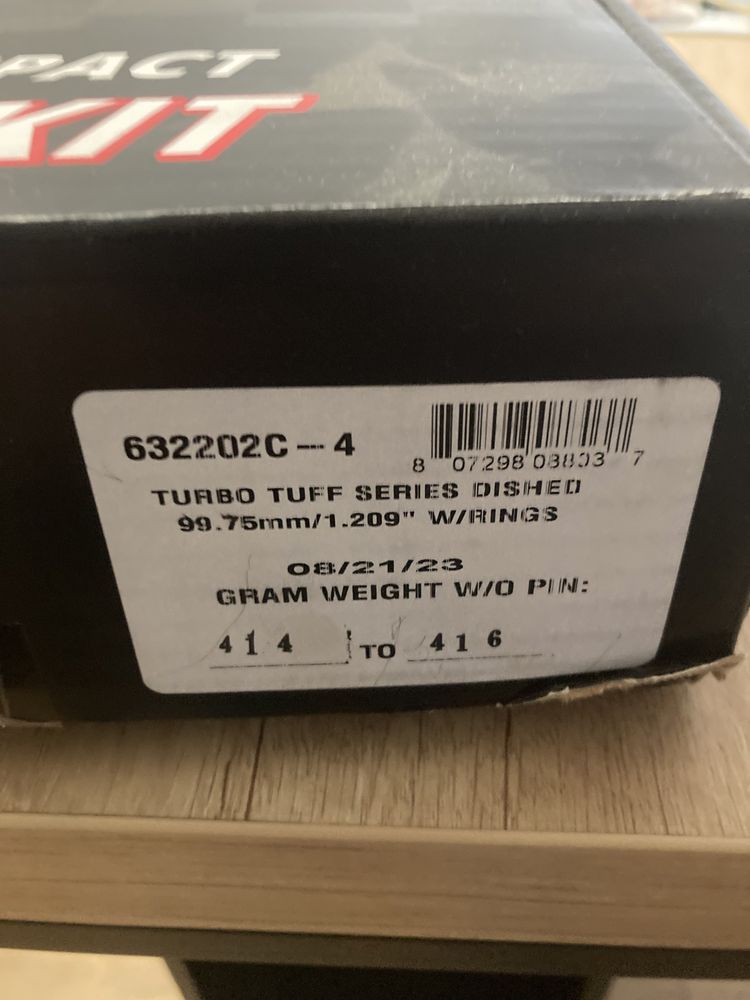 PACT
KIT
632202C-4
8 07298 08803 7
TURBO TUFF SERIES DISHED
99.75mm/1.209" W/RINGS
08/21/23
GRAM WEIGHT W/O PIN:
414 TO 416